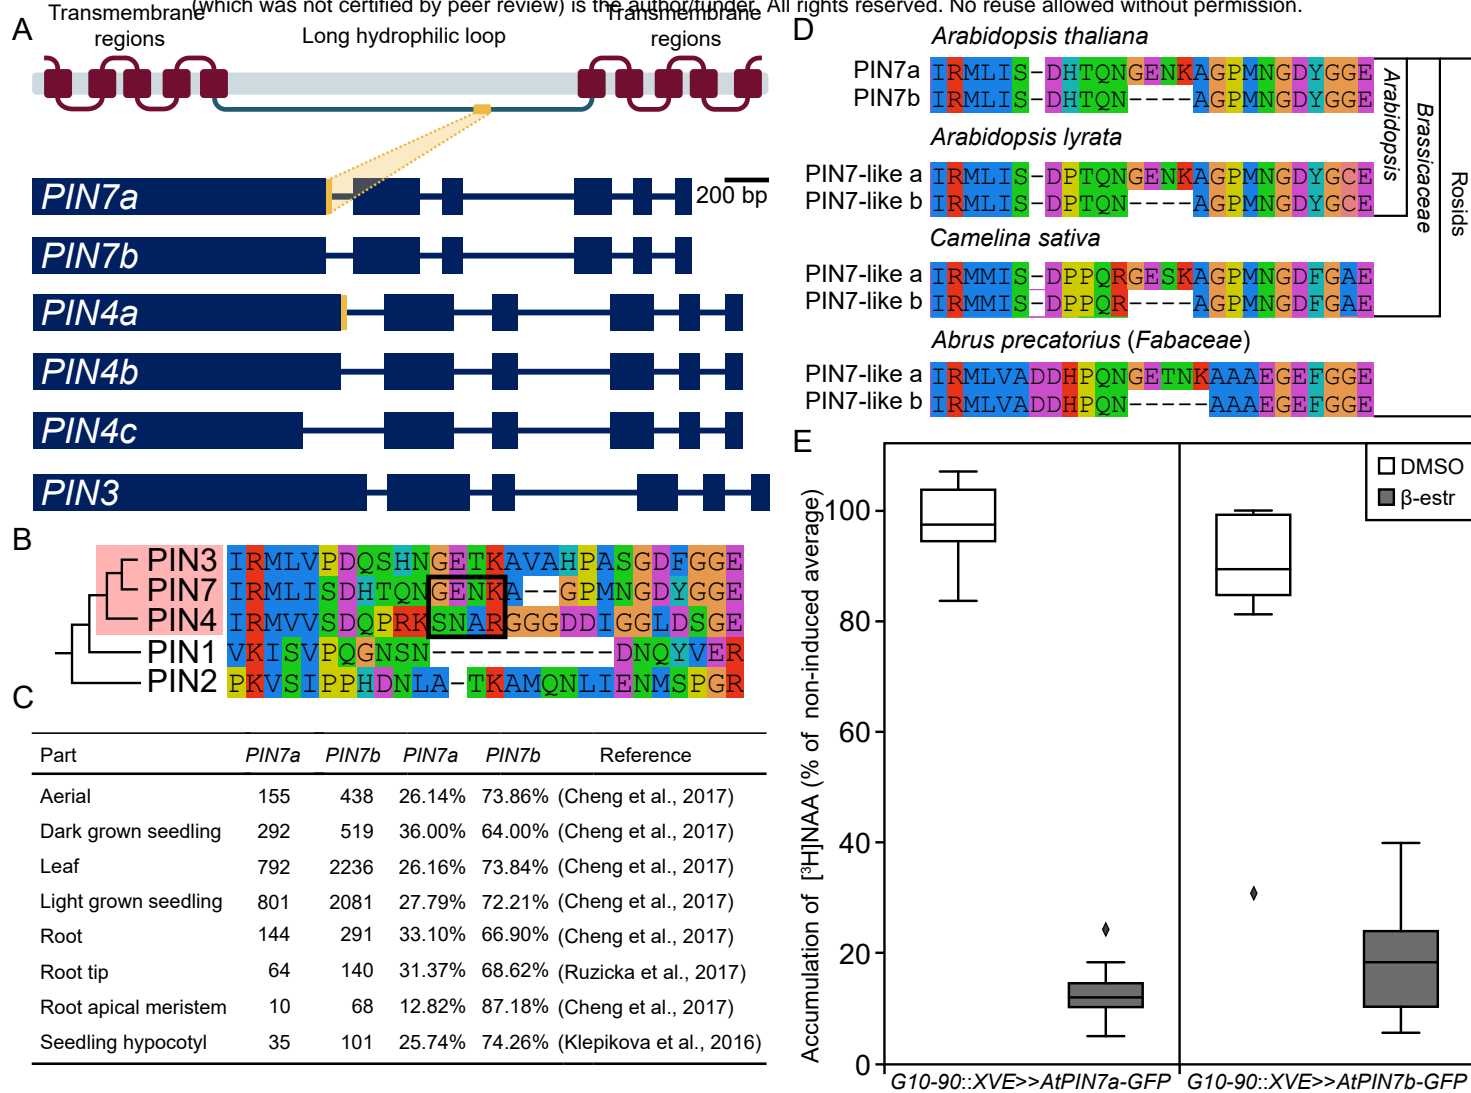 (which was not certified by peer review) is the author/funder. All rights reserved. No reuse allowed without permission.
A
Transmembrane
regions
Long hydrophilic loop
Transmembrane
regions
PIN7a
200 bp
PIN7b
PIN4a
PIN4b
PIN4c
PIN3
B
PIN3 IRMLVPDQSHNGETKAVAHPASGDFGGE
PIN7 IRMLISDHTQNGENKA--GPMNGDYGGE
PIN4 IRMVVSDQPRKSNARGGGDDIGGLDSGE
PIN1 VKISVPQGNSN----------DNQYVER
PIN2 PKVSIPPHDNLA-TKAMQNLIENMSPGR
C
Part PIN7a PIN7b PIN7a PIN7b Reference
Aerial 155 438 26.14% 73.86% (Cheng et al., 2017)
Dark grown seedling 292 519 36.00% 64.00% (Cheng et al., 2017)
Leaf 792 2236 26.16% 73.84% (Cheng et al., 2017)
Light grown seedling 801 2081 27.79% 72.21% (Cheng et al., 2017)
Root 144 291 33.10% 66.90% (Cheng et al., 2017)
Root tip 64 140 31.37% 68.62% (Ruzicka et al., 2017)
Root apical meristem 10 68 12.82% 87.18% (Cheng et al., 2017)
Seedling hypocotyl 35 101 25.74% 74.26% (Klepikova et al., 2016)
D
Arabidopsis thaliana
PIN7a IRMLIS-DHTQNGENKAGPMNGDYGGE
PIN7b IRMLIS-DHTQN----AGPMNGDYGGE
Arabidopsis lyrata
PIN7-like a IRMLIS-DPTQNGENKAGPMNGDYGCE
PIN7-like b IRMLIS-DPTQN----AGPMNGDYGCE
Camelina sativa
PIN7-like a IRMMIS-DPPQRGESKAGPMNGDFGAE
PIN7-like b IRMMIS-DPPQR----AGPMNGDFGAE
Abrus precatorius (Fabaceae)
PIN7-like a IRMLVADDHPQNGETNKAAAEGEFGGE
PIN7-like b IRMLVADDHPQN-----AAAEGEFGGE
Arabidopsis
Brassicaceae
Rosids
E
Accumulation of [³H]NAA (% of non-induced average)
100
80
60
40
20
0
DMSO
β-estr
G10-90::XVE>>AtPIN7a-GFP
G10-90::XVE>>AtPIN7b-GFP